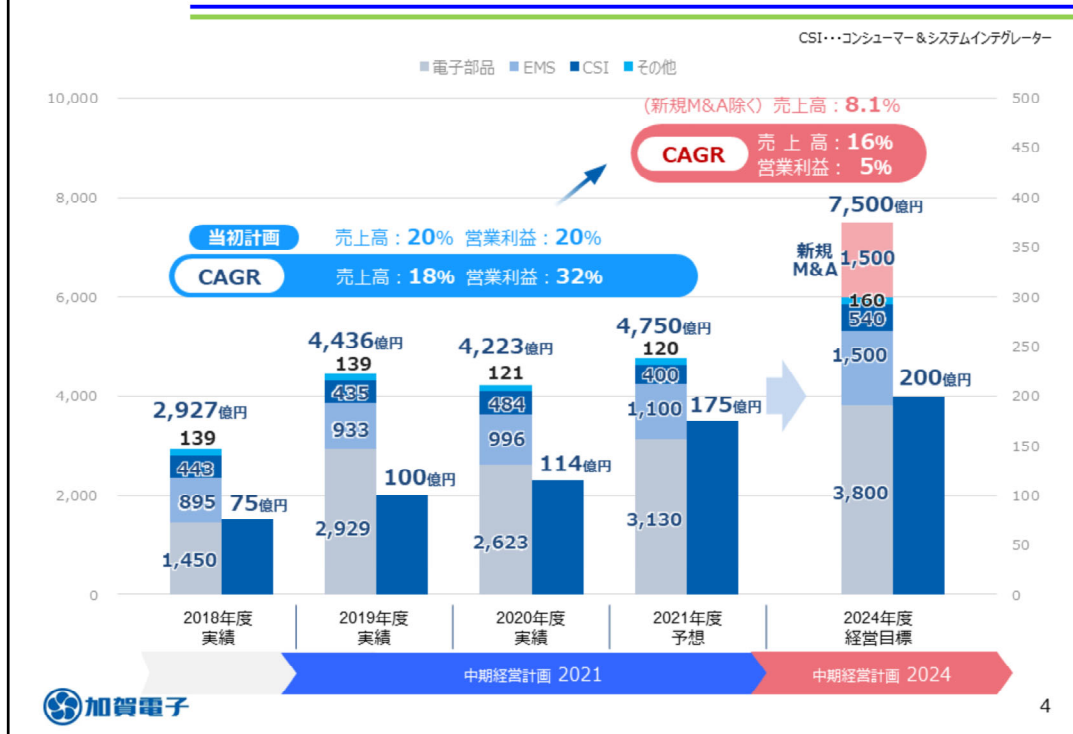 CSI・・・コンシューマー＆システムインテグレーター
電子部品 EMS CSI その他
10,000
8,000
6,000
4,000
2,000
0
500
450
400
350
300
250
200
150
100
50
0
(新規M&A除く) 売上高：8.1%
CAGR
売 上 高：16%
営業利益： 5%
当初計画 売上高：20% 営業利益：20%
CAGR 売上高：18% 営業利益：32%
2,927億円
139
443
895
1,450
75億円
4,436億円
139
435
933
2,929
100億円
4,223億円
121
484
996
2,623
114億円
4,750億円
120
400
1,100
3,130
175億円
7,500億円
新規
M&A
1,500
160
540
1,500
3,800
200億円
2018年度
実績
2019年度
実績
2020年度
実績
2021年度
予想
2024年度
経営目標
中期経営計画 2021
中期経営計画 2024
加賀電子
4